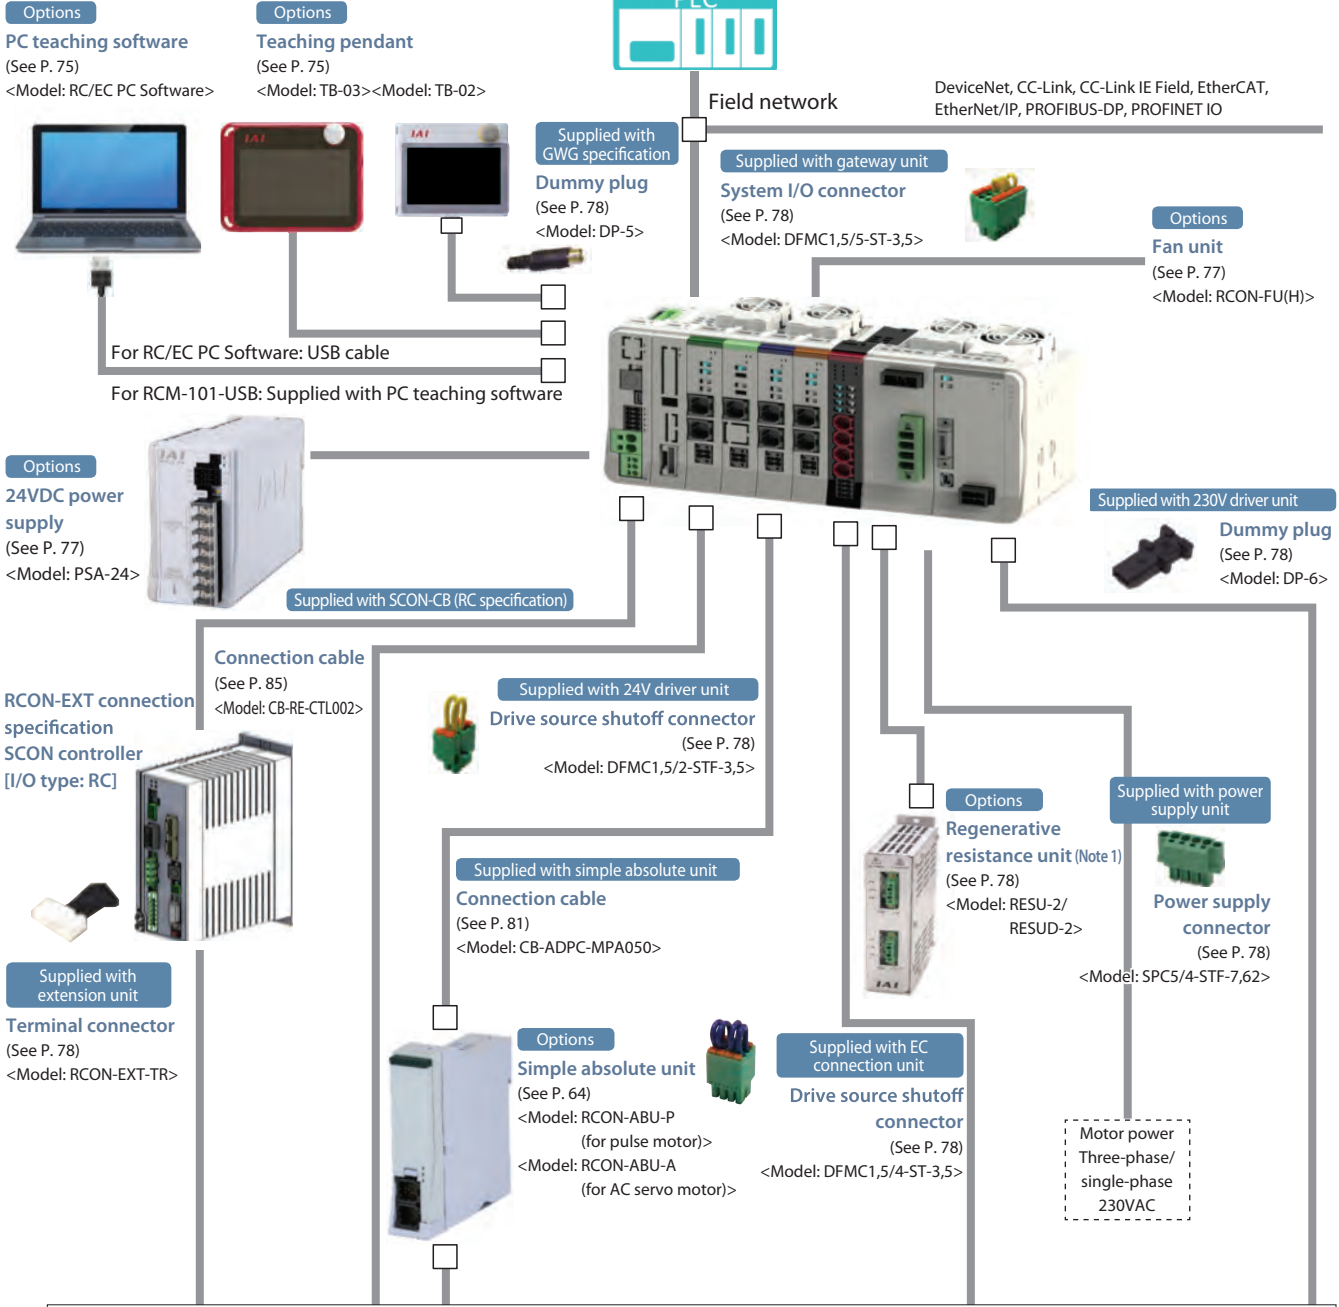 PLC
Options
PC teaching software
(See P. 75)
<Model: RC/EC PC Software>
Options
Teaching pendant
(See P. 75)
<Model: TB-03><Model: TB-02>
Field network
DeviceNet, CC-Link, CC-Link IE Field, EtherCAT,
EtherNet/IP, PROFIBUS-DP, PROFINET IO
IAI
IAI
Supplied with
GWG specification
Dummy plug
(See P. 78)
<Model: DP-5>
Supplied with gateway unit
System I/O connector
(See P. 78)
<Model: DFMC1,5/5-ST-3,5>
Options
Fan unit
(See P. 77)
<Model: RCON-FU(H)>
For RC/EC PC Software: USB cable
For RCM-101-USB: Supplied with PC teaching software
IAI
Options
24VDC power
supply
(See P. 77)
<Model: PSA-24>
Supplied with 230V driver unit
Dummy plug
(See P. 78)
<Model: DP-6>
Supplied with SCON-CB (RC specification)
Connection cable
(See P. 85)
<Model: CB-RE-CTL002>
RCON-EXT connection
specification
SCON controller
[I/O type: RC]
Supplied with 24V driver unit
Drive source shutoff connector
(See P. 78)
<Model: DFMC1,5/2-STF-3,5>
Options
Regenerative
resistance unit (Note 1)
(See P. 78)
<Model: RESU-2/
RESUD-2>
IAI
Supplied with power
supply unit
Power supply
connector
(See P. 78)
<Model: SPC5/4-STF-7,62>
Supplied with simple absolute unit
Connection cable
(See P. 81)
<Model: CB-ADPC-MPA050>
Supplied with
extension unit
Terminal connector
(See P. 78)
<Model: RCON-EXT-TR>
Options
Simple absolute unit
(See P. 64)
<Model: RCON-ABU-P
(for pulse motor)>
<Model: RCON-ABU-A
(for AC servo motor)>
Supplied with EC
connection unit
Drive source shutoff
connector
(See P. 78)
<Model: DFMC1,5/4-ST-3,5>
Motor power
Three-phase/
single-phase
230VAC